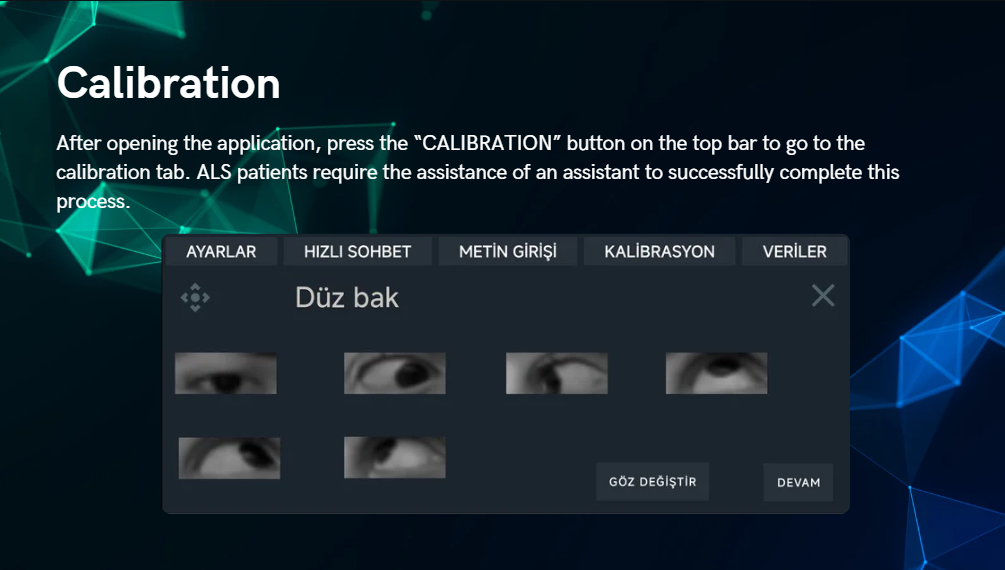 Calibration
After opening the application, press the “CALIBRATION” button on the top bar to go to the
calibration tab. ALS patients require the assistance of an assistant to successfully complete this
process.
AYARLAR HIZLI SOHBET METİN GİRİŞİ KALİBRASYON VERİLER
Düz bak
GÖZ DEĞİŞTİR DEVAM